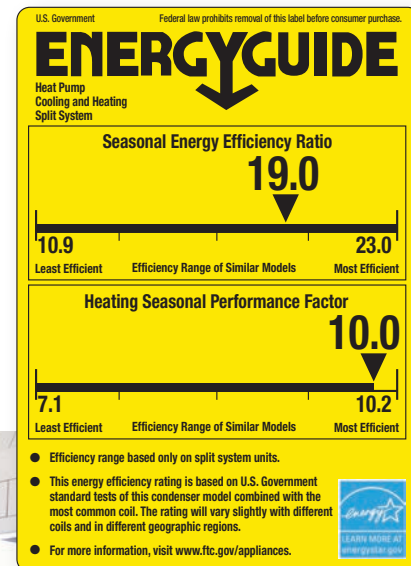 U.S. Government Federal law prohibits removal of this label before consumer purchase.
ENERGYGUIDE
Heat Pump
Cooling and Heating
Split System
Seasonal Energy Efficiency Ratio
19.0
10.9 23.0
Least Efficient Efficiency Range of Similar Models Most Efficient
Heating Seasonal Performance Factor
10.0
7.1 10.2
Least Efficient Efficiency Range of Similar Models Most Efficient
● Efficiency range based only on split system units.
● This energy efficiency rating is based on U.S. Government
standard tests of this condenser model combined with the
most common coil. The rating will vary slightly with different
coils and in different geographic regions.
● For more information, visit www.ftc.gov/appliances.
energy
LEARN MORE AT
energystar.gov